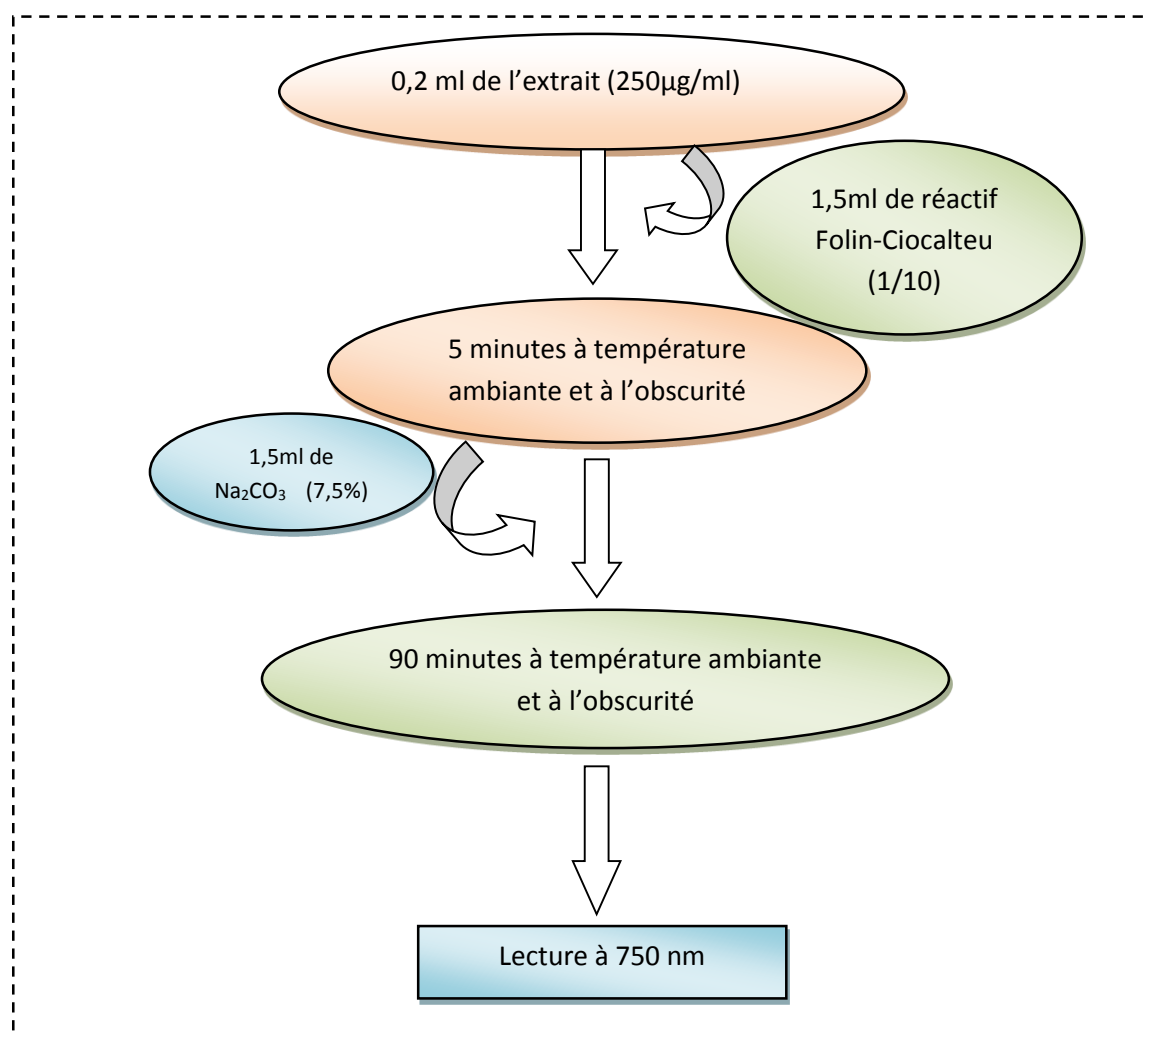 0,2 ml de l’extrait (250µg/ml)
1,5ml de réactif
Folin-Ciocalteu
(1/10)
5 minutes à température
ambiante et à l’obscurité
1,5ml de
Na₂CO₃ (7,5%)
90 minutes à température ambiante
et à l’obscurité
Lecture à 750 nm